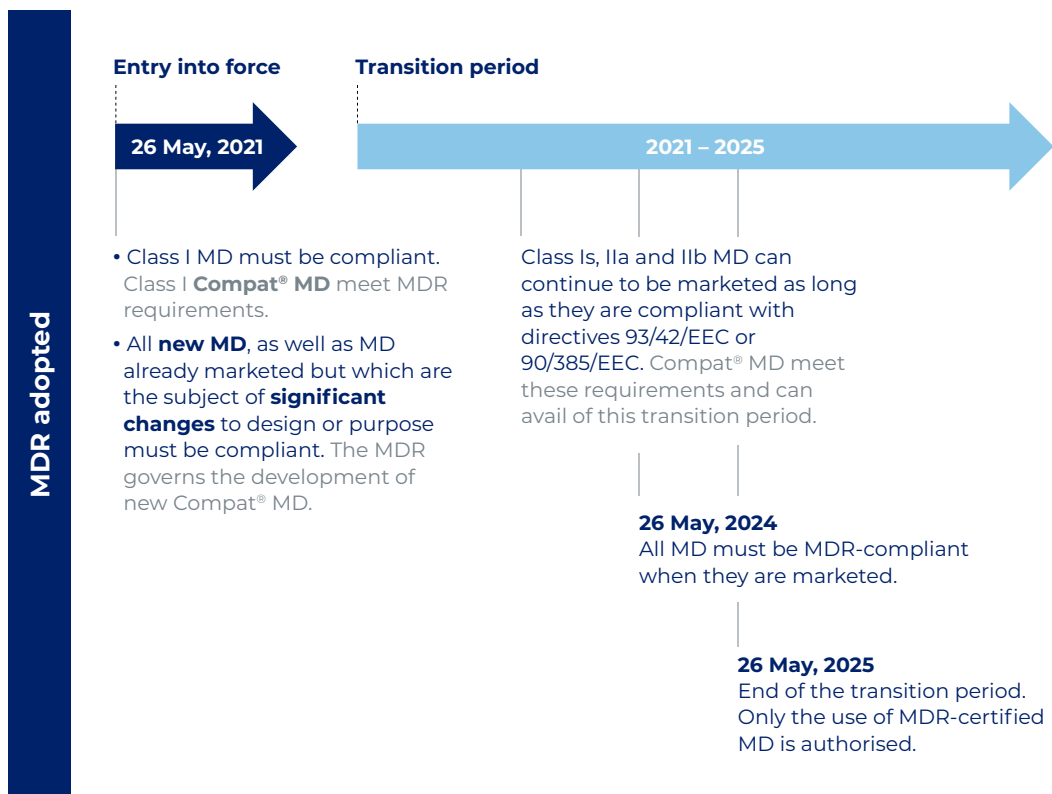 MDR adopted
Entry into force
26 May, 2021
• Class I MD must be compliant.
Class I Compat® MD meet MDR
requirements.
• All new MD, as well as MD
already marketed but which are
the subject of significant
changes to design or purpose
must be compliant. The MDR
governs the development of
new Compat® MD.
Transition period
2021 – 2025
Class Is, IIa and IIb MD can
continue to be marketed as long
as they are compliant with
directives 93/42/EEC or
90/385/EEC. Compat® MD meet
these requirements and can
avail of this transition period.
26 May, 2024
All MD must be MDR-compliant
when they are marketed.
26 May, 2025
End of the transition period.
Only the use of MDR-certified
MD is authorised.